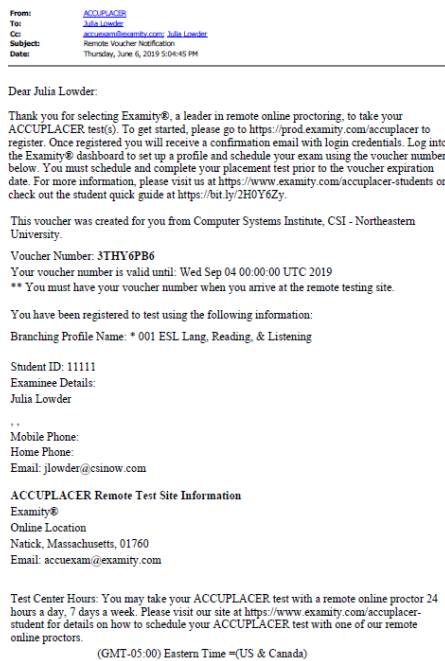 From: ACCUPLACER
To: Julia Lowder
Cc: accuexam@examity.com; Julia Lowder
Subject: Remote Voucher Notification
Date: Thursday, June 6, 2019 5:04:45 PM
Dear Julia Lowder:
Thank you for selecting Examity®, a leader in remote online proctoring, to take your
ACCUPLACER test(s). To get started, please go to https://prod.examity.com/accuplacer to
register. Once registered you will receive a confirmation email with login credentials. Log into
the Examity® dashboard to set up a profile and schedule your exam using the voucher number
below. You must schedule and complete your placement test prior to the voucher expiration
date. For more information, please visit us at https://www.examity.com/accuplacer-students or
check out the student quick guide at https://bit.ly/2H0Y6Zy.
This voucher was created for you from Computer Systems Institute, CSI - Northeastern
University.
Voucher Number: 3THY6PB6
Your voucher number is valid until: Wed Sep 04 00:00:00 UTC 2019
** You must have your voucher number when you arrive at the remote testing site.
You have been registered to test using the following information:
Branching Profile Name: * 001 ESL Lang, Reading, & Listening
Student ID: 11111
Examinee Details:
Julia Lowder
, ,
Mobile Phone:
Home Phone:
Email: jlowder@csinow.com
ACCUPLACER Remote Test Site Information
Examity®
Online Location
Natick, Massachusetts, 01760
Email: accuexam@examity.com
Test Center Hours: You may take your ACCUPLACER test with a remote online proctor 24
hours a day, 7 days a week. Please visit our site at https://www.examity.com/accuplacer-
student for details on how to schedule your ACCUPLACER test with one of our remote
online proctors.
(GMT-05:00) Eastern Time =(US & Canada)